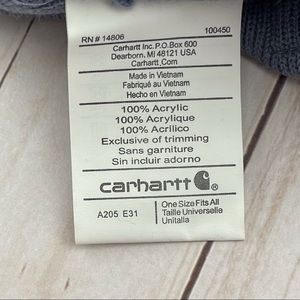 RN # 14806 100450
Carhartt Inc. P.O.Box 600
Dearborn, MI 48121 USA
Carhartt.Com
Made in Vietnam
Fabriqué au Vietnam
Hecho en Vietnam
100% Acrylic
100% Acrylique
100% Acrílico
Exclusive of trimming
Sans garniture
Sin incluir adorno
carhartt ®
A205 E31
One Size Fits All
Taille Universelle
Unitalla